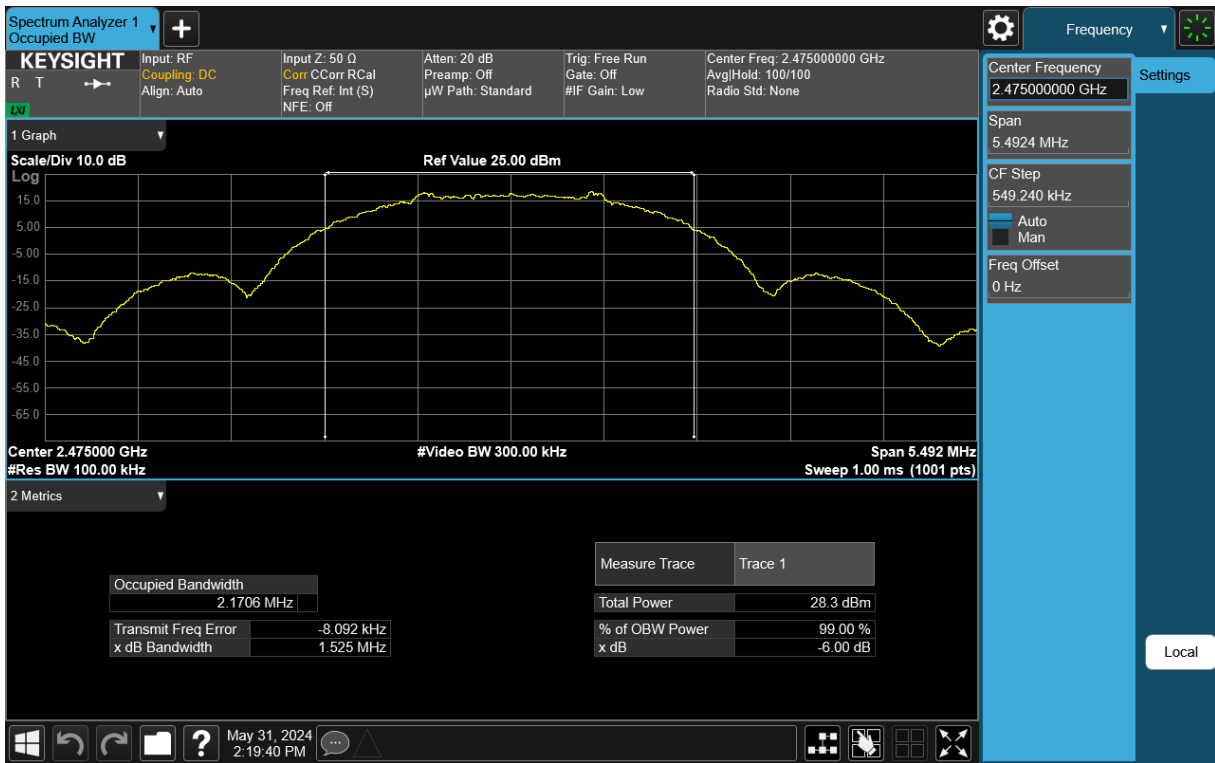 Spectrum Analyzer 1
Occupied BW
Frequency
KEYSIGHT
R T
LXI
Input: RF
Coupling: DC
Align: Auto
Input Z: 50 Ω
Corr CCorr RCal
Freq Ref: Int (S)
NFE: Off
Atten: 20 dB
Preamp: Off
µW Path: Standard
Trig: Free Run
Gate: Off
#IF Gain: Low
Center Freq: 2.475000000 GHz
Avg|Hold: 100/100
Radio Std: None
Center Frequency
2.475000000 GHz
Settings
Span
5.4924 MHz
CF Step
549.240 kHz
Auto
Man
Freq Offset
0 Hz
Local
1 Graph
Scale/Div 10.0 dB
Ref Value 25.00 dBm
Log
15.0
5.00
-5.00
-15.0
-25.0
-35.0
-45.0
-55.0
-65.0
Center 2.475000 GHz
#Video BW 300.00 kHz
Span 5.492 MHz
#Res BW 100.00 kHz
Sweep 1.00 ms (1001 pts)
2 Metrics
Measure Trace
Trace 1
Occupied Bandwidth
2.1706 MHz
Total Power
28.3 dBm
Transmit Freq Error
-8.092 kHz
% of OBW Power
99.00 %
x dB Bandwidth
1.525 MHz
x dB
-6.00 dB
May 31, 2024
2:19:40 PM